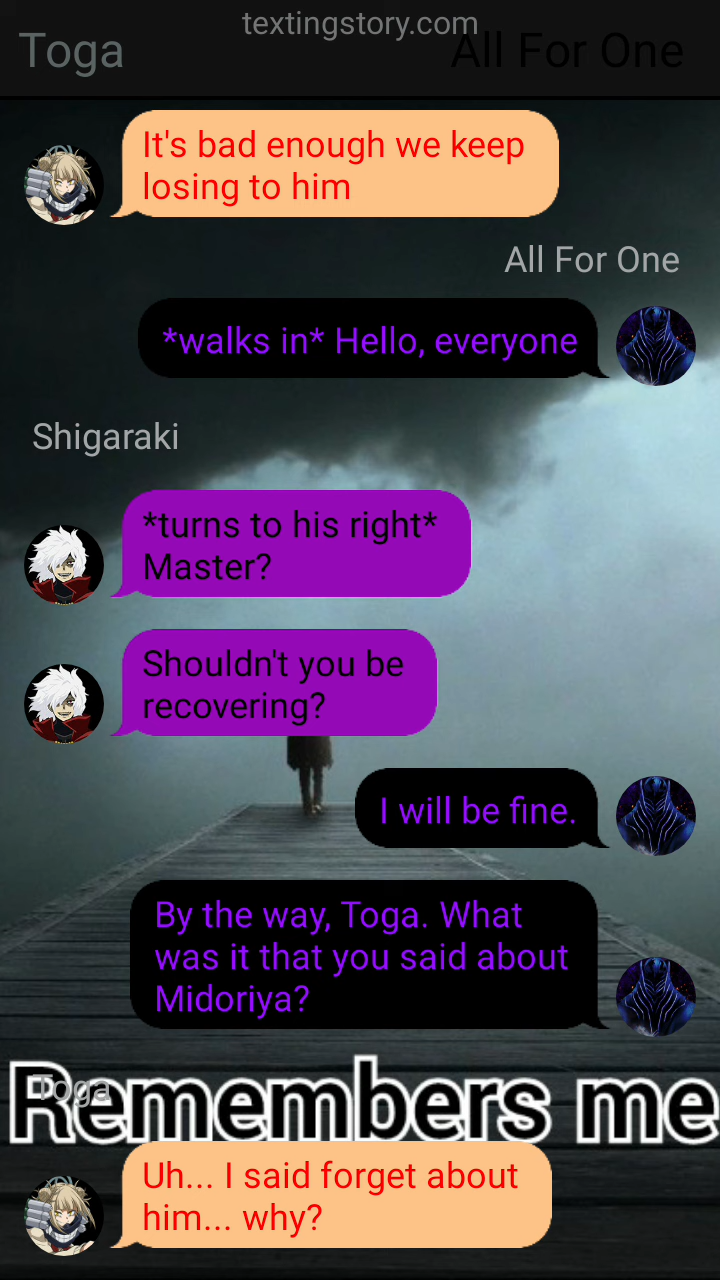 textingstory.com
Toga
All For One
It's bad enough we keep
losing to him
All For One
*walks in* Hello, everyone
Shigaraki
*turns to his right*
Master?
Shouldn't you be
recovering?
I will be fine.
By the way, Toga. What
was it that you said about
Midoriya?
Toga
Remembers me
Uh... I said forget about
him... why?